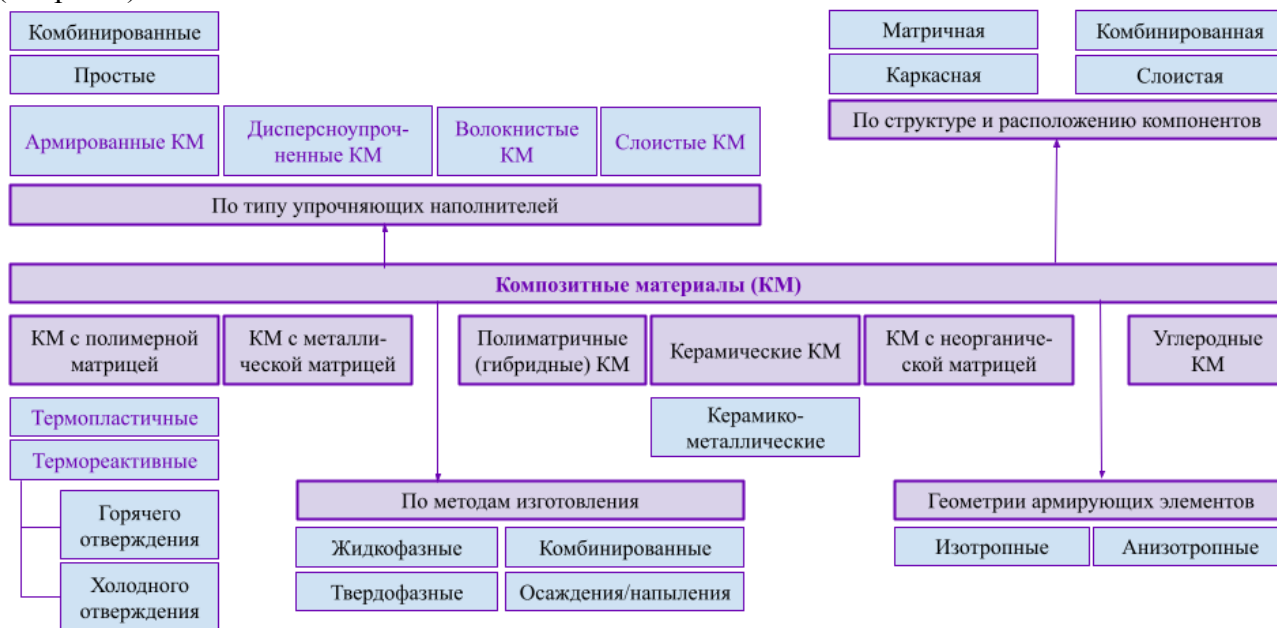 Комбинированные
Простые
Армированные КМ
Дисперсноупроч-
ненные КМ
Волокнистые
КМ
Слоистые КМ
По типу упрочняющих наполнителей
Матричная
Комбинированная
Каркасная
Слоистая
По структуре и расположению компонентов
Композитные материалы (КМ)
КМ с полимерной
матрицей
КМ с металли-
ческой матрицей
Полиматричные
(гибридные) КМ
Керамические КМ
КМ с неорганиче-
ской матрицей
Углеродные
КМ
Термопластичные
Термореактивные
Горячего
отверждения
Холодного
отверждения
Керамико-
металлические
По методам изготовления
Жидкофазные
Комбинированные
Твердофазные
Осаждения/напыления
Геометрии армирующих элементов
Изотропные
Анизотропные